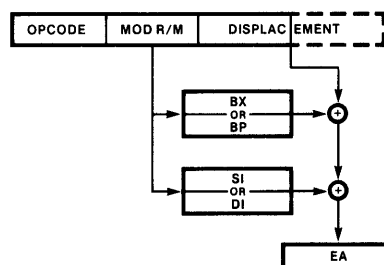 OPCODE MOD R/M DISPLACEMENT
BX
OR
BP
SI
OR
DI
EA